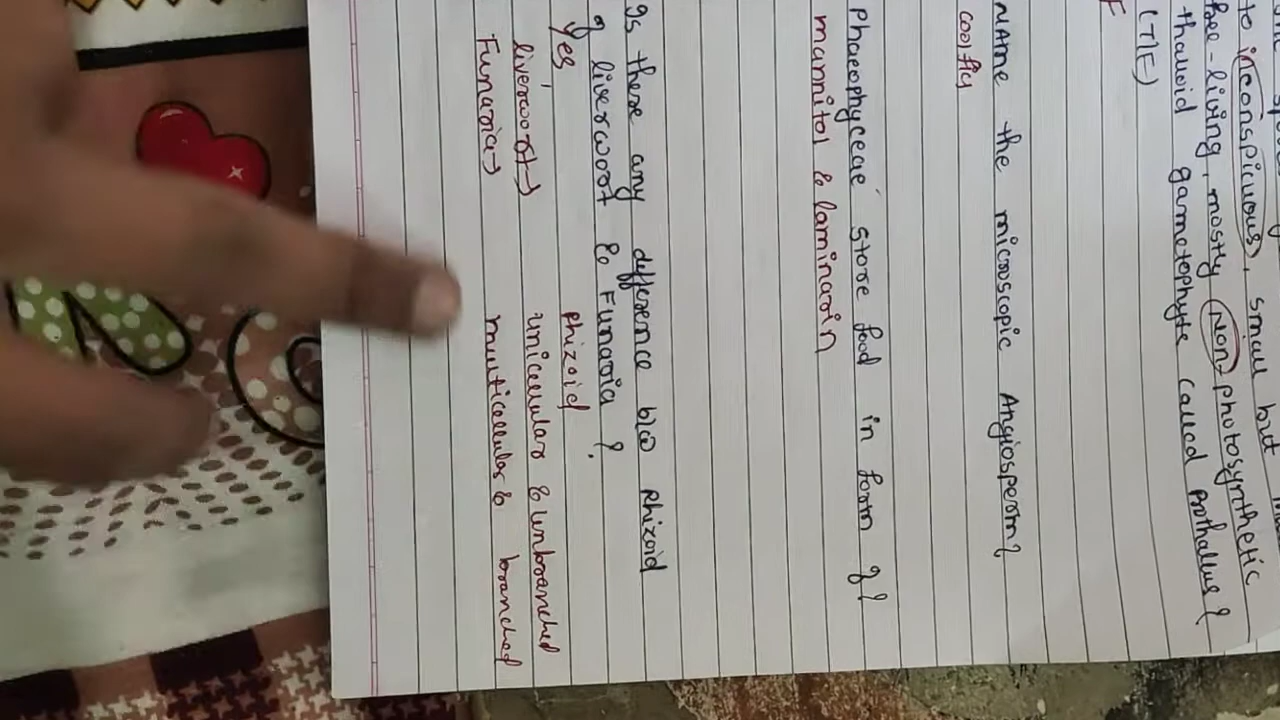 to inconspicuous, small but
free-living, mostly non-photosynthetic
thalloid gametophyte called prothallus?
(T/F)
F
Name the microscopic Angiosperm?
Phaeophyceae store food in form of?
mannitol & laminarin
Is there any difference b/w rhizoid
of liverwort & Funaria?
Yes,
rhizoid
liverwort→ unicellular & unbranched
Funaria→ multicellular & branched